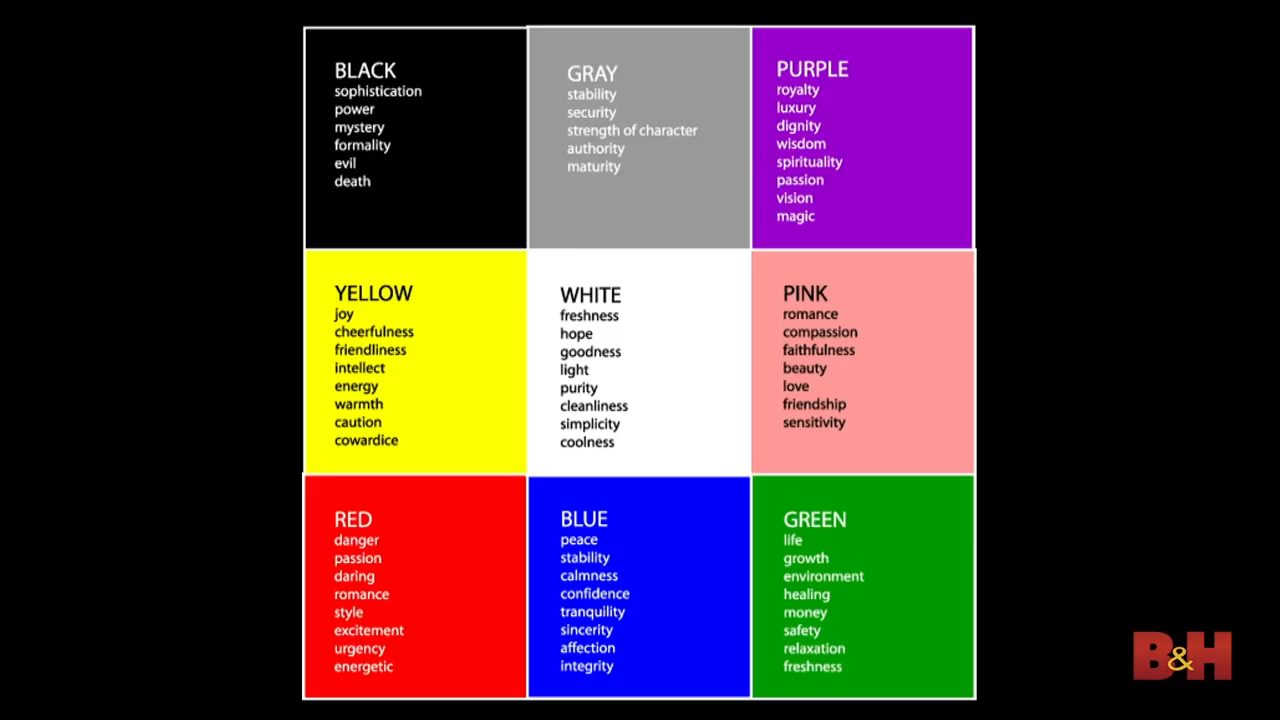 BLACK
sophistication
power
mystery
formality
evil
death
GRAY
stability
security
strength of character
authority
maturity
PURPLE
royalty
luxury
dignity
wisdom
spirituality
passion
vision
magic
YELLOW
joy
cheerfulness
friendliness
intellect
energy
warmth
caution
cowardice
WHITE
freshness
hope
goodness
light
purity
cleanliness
simplicity
coolness
PINK
romance
compassion
faithfulness
beauty
love
friendship
sensitivity
RED
danger
passion
daring
romance
style
excitement
urgency
energetic
BLUE
peace
stability
calmness
confidence
tranquility
sincerity
affection
integrity
GREEN
life
growth
environment
healing
money
safety
relaxation
freshness
B&H